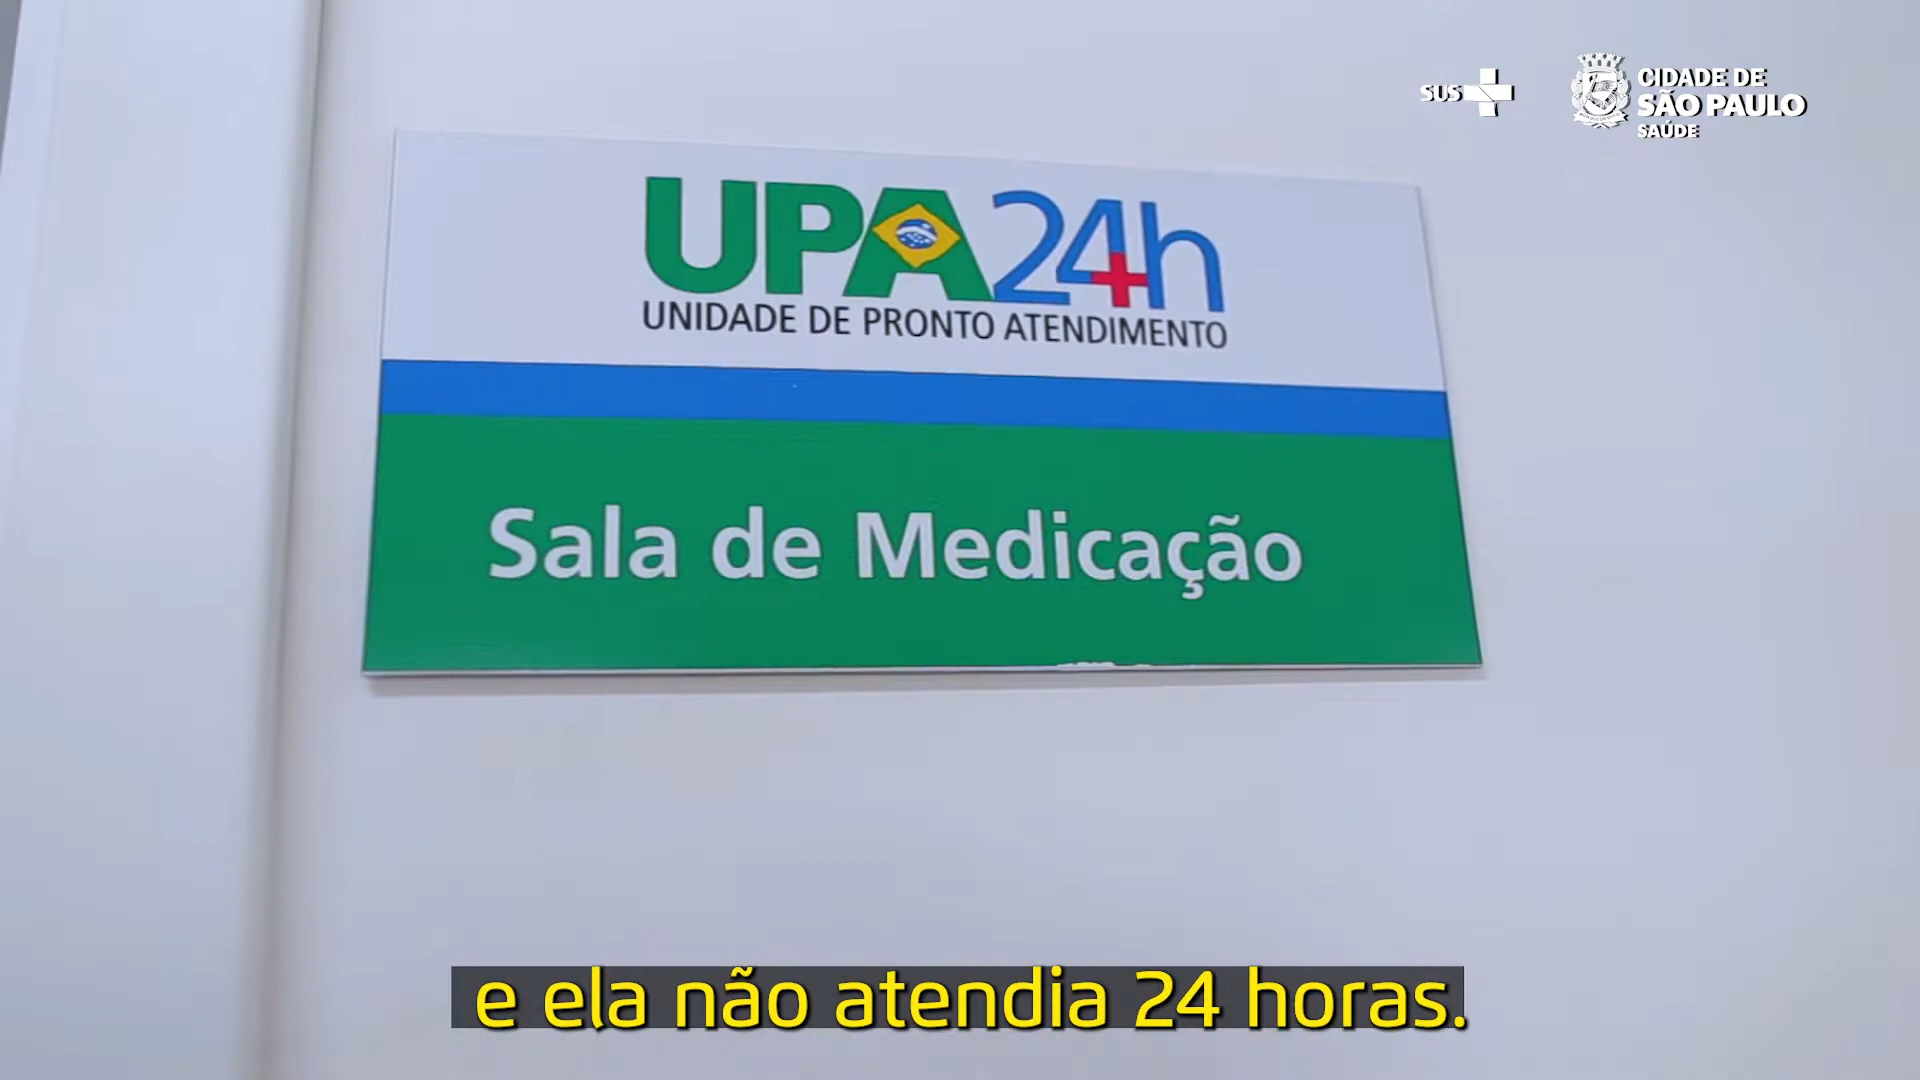 SUS
CIDADE DE
SÃO PAULO
SAÚDE
UPA24h
UNIDADE DE PRONTO ATENDIMENTO
Sala de Medicação
e ela não atendia 24 horas.